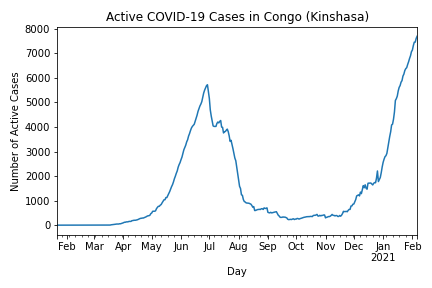 Active COVID-19 Cases in Congo (Kinshasa)
8000
7000
6000
5000
4000
3000
2000
1000
0
Number of Active Cases
Feb Mar Apr May Jun Jul Aug Sep Oct Nov Dec Jan Feb
2021
Day